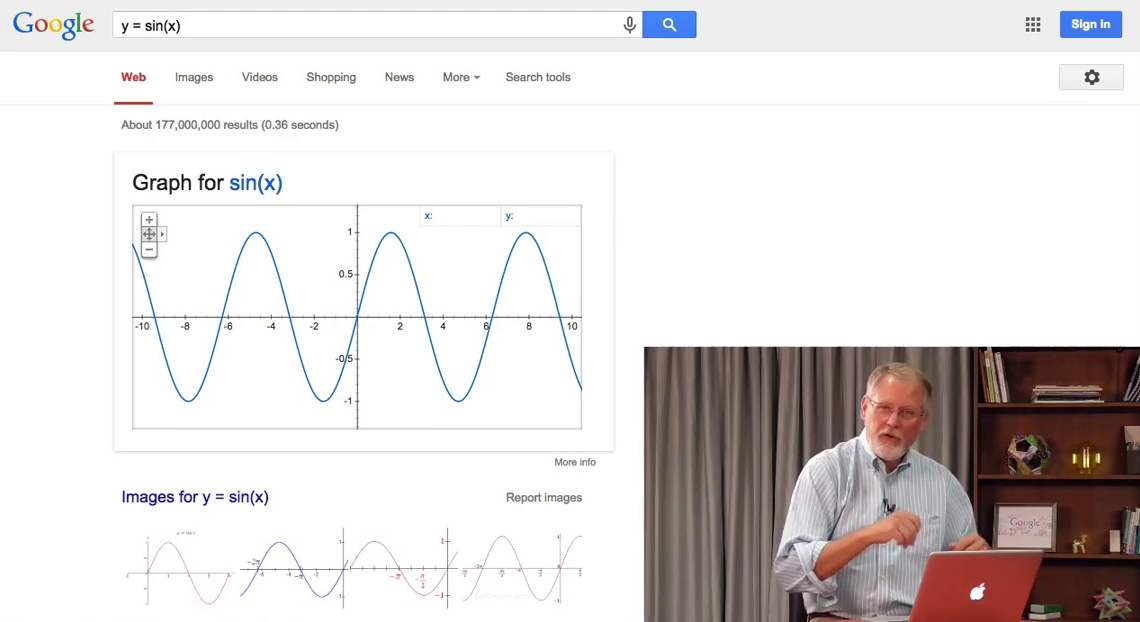 Google
y = sin(x)
Sign in
Web Images Videos Shopping News More Search tools
About 177,000,000 results (0.36 seconds)
Graph for sin(x)
x: y:
+
−
1
0.5
-10 -8 -6 -4 -2 0 2 4 6 8 10
-0.5
-1
More info
Images for y = sin(x)
Report images
Google